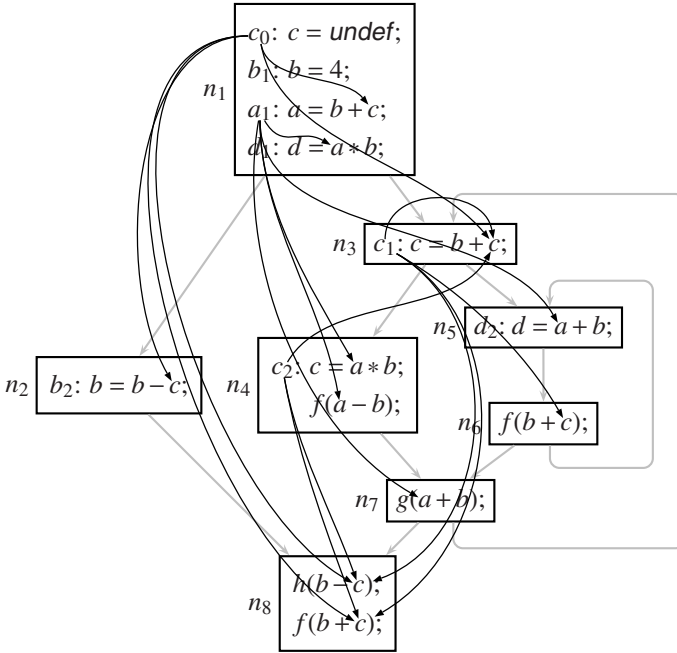 c₀: c = undef;
n₁
b₁: b = 4;
a₁: a = b + c;
d₁: d = a ∗ b;
n₃
c₁: c = b + c;
n₅
d₂: d = a + b;
n₂
b₂: b = b − c;
n₄
c₂: c = a ∗ b;
f(a − b);
n₆
f(b + c);
n₇
g(a + b);
n₈
h(b − c);
f(b + c);